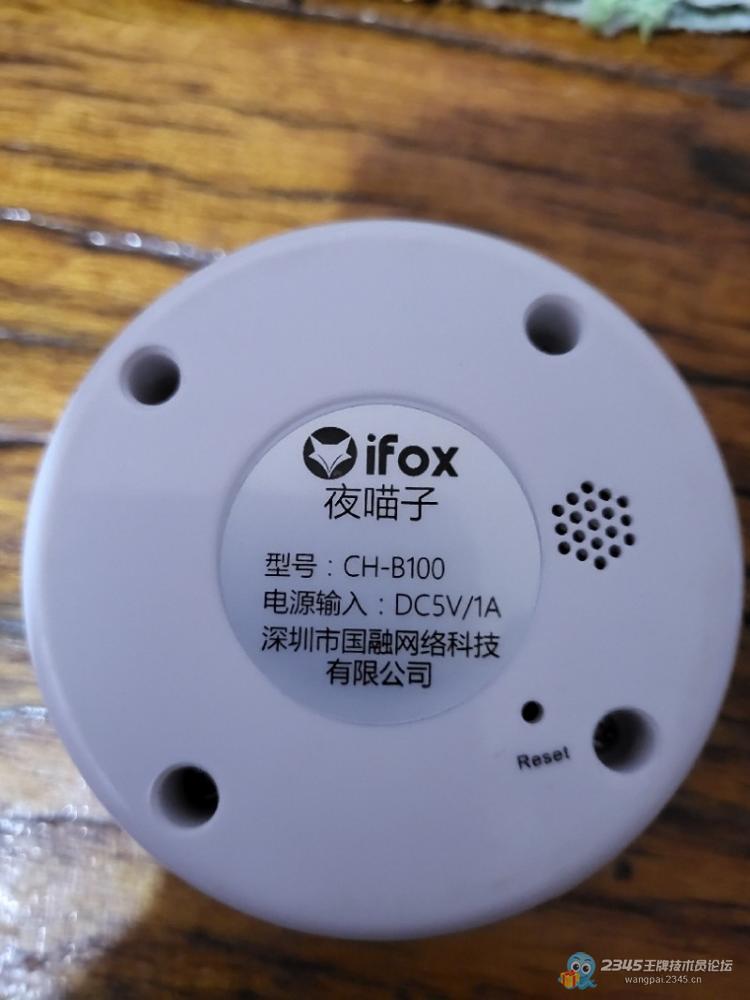 ifox
夜喵子
型号：CH-B100
电源输入：DC5V/1A
深圳市国融网络科技
有限公司
Reset
2345王牌技术员论坛
wangpai.2345.cn